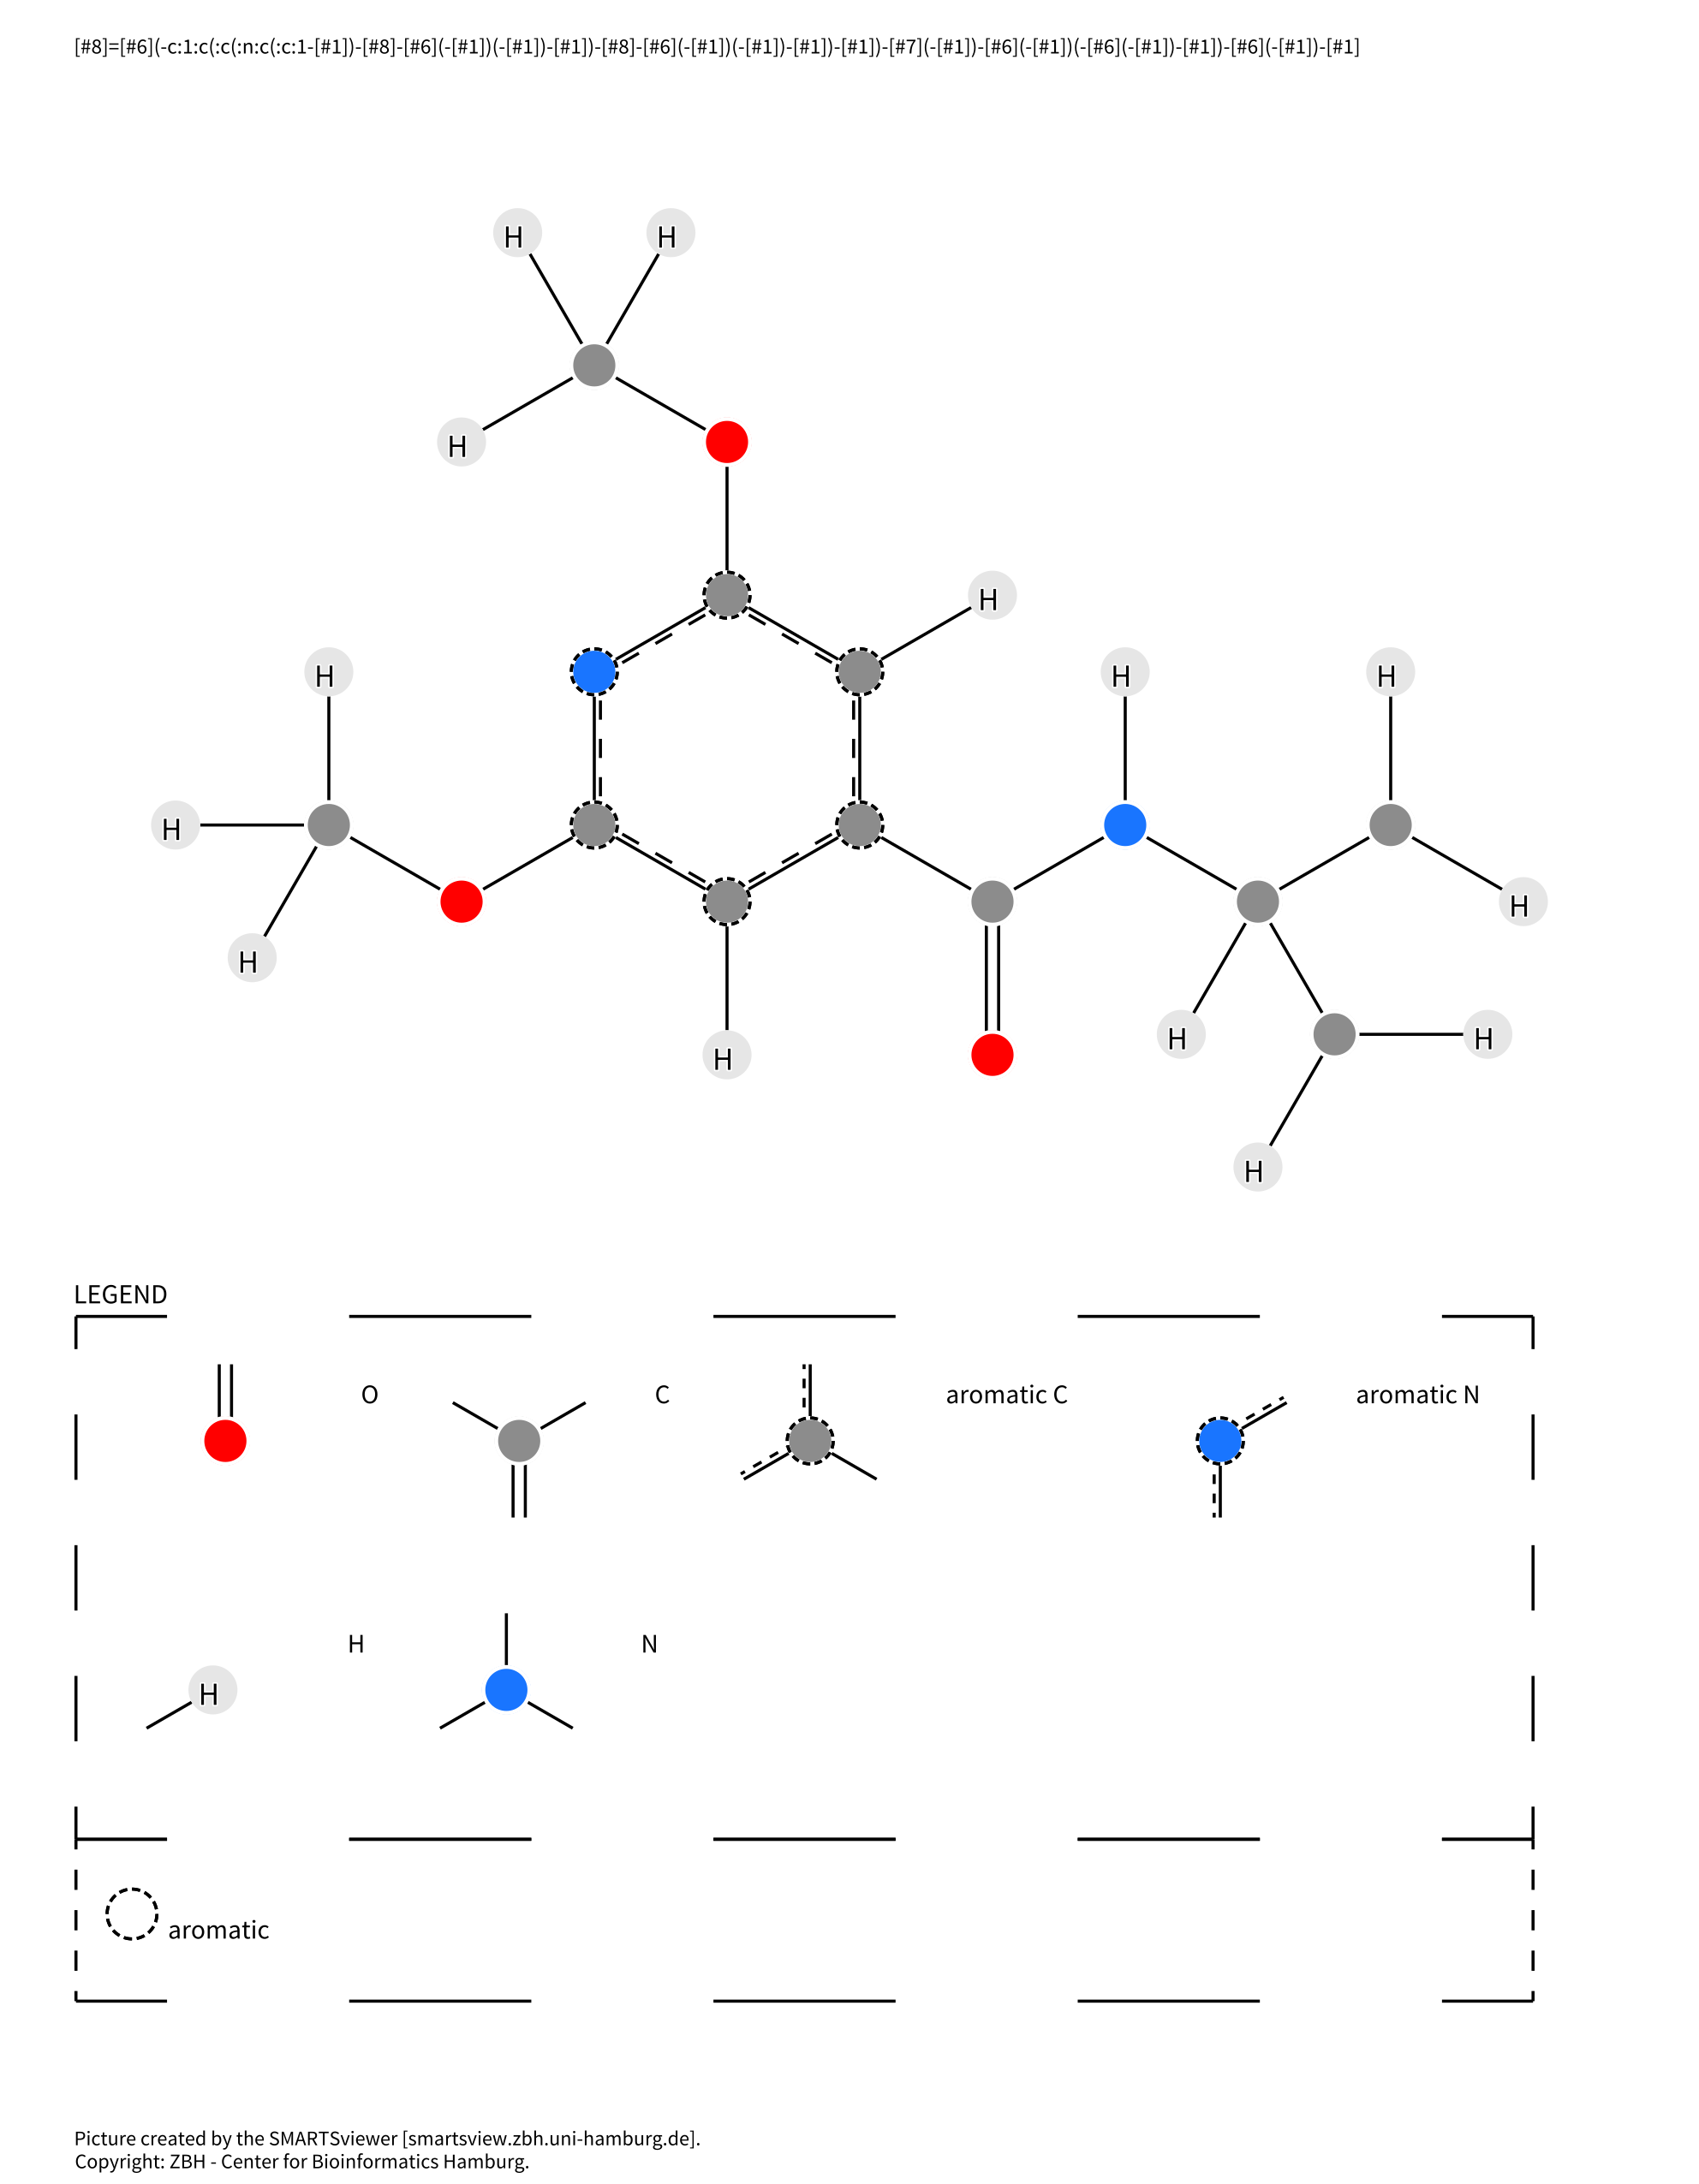 [#8]=[#6](-c:1:c(:c(:n:c(:c:1-[#1])-[#8]-[#6](-[#1])(-[#1])-[#1])-[#8]-[#6](-[#1])(-[#1])-[#1])-[#1])-[#7](-[#1])-[#6](-[#1])(-[#6](-[#1])-[#1])-[#6](-[#1])-[#1]
H H
H
H
H H H
H
H
H
H H H
H
H
LEGEND
O C aromatic C aromatic N
H N
H
aromatic
Picture created by the SMARTSviewer [smartsview.zbh.uni-hamburg.de].
Copyright: ZBH - Center for Bioinformatics Hamburg.